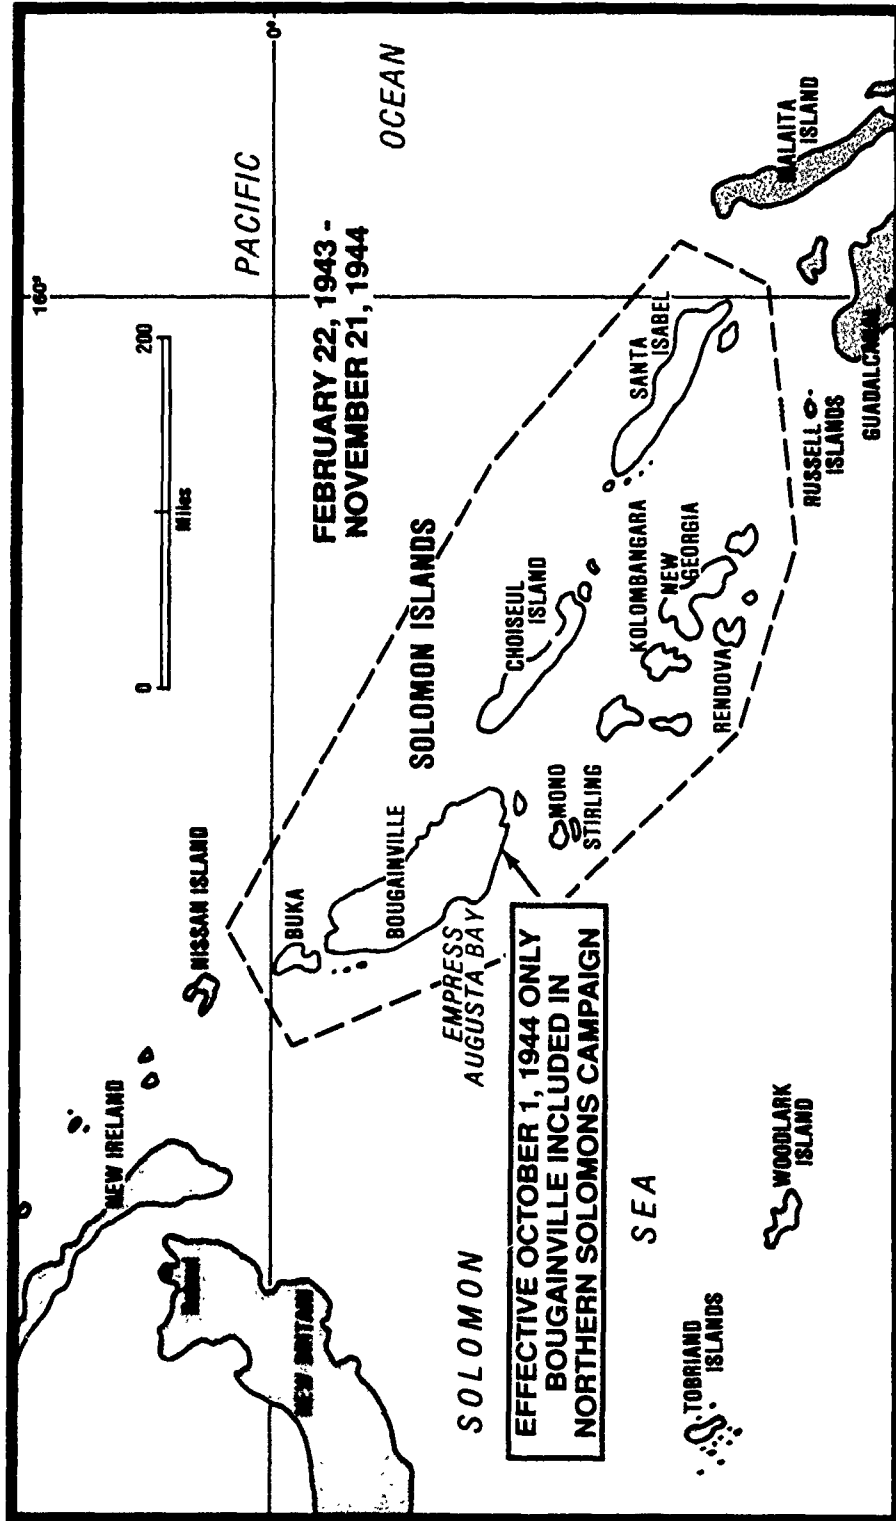 160°
0°
PACIFIC
OCEAN
0
200
Miles
FEBRUARY 22, 1943 -
NOVEMBER 21, 1944
NEW IRELAND
NISSAN ISLAND
NEW BRITAIN
BUKA
BOUGAINVILLE
SOLOMON ISLANDS
EMPRESS
AUGUSTA BAY
CHOISEUL
ISLAND
SANTA
ISABEL
MALAITA
ISLAND
MONO
STIRLING
KOLOMBANGARA
NEW
GEORGIA
RENDOVA
RUSSELL
ISLANDS
GUADALCANAL
EFFECTIVE OCTOBER 1, 1944 ONLY
BOUGAINVILLE INCLUDED IN
NORTHERN SOLOMONS CAMPAIGN
SOLOMON
SEA
TOBRIAND
ISLANDS
WOODLARK
ISLAND